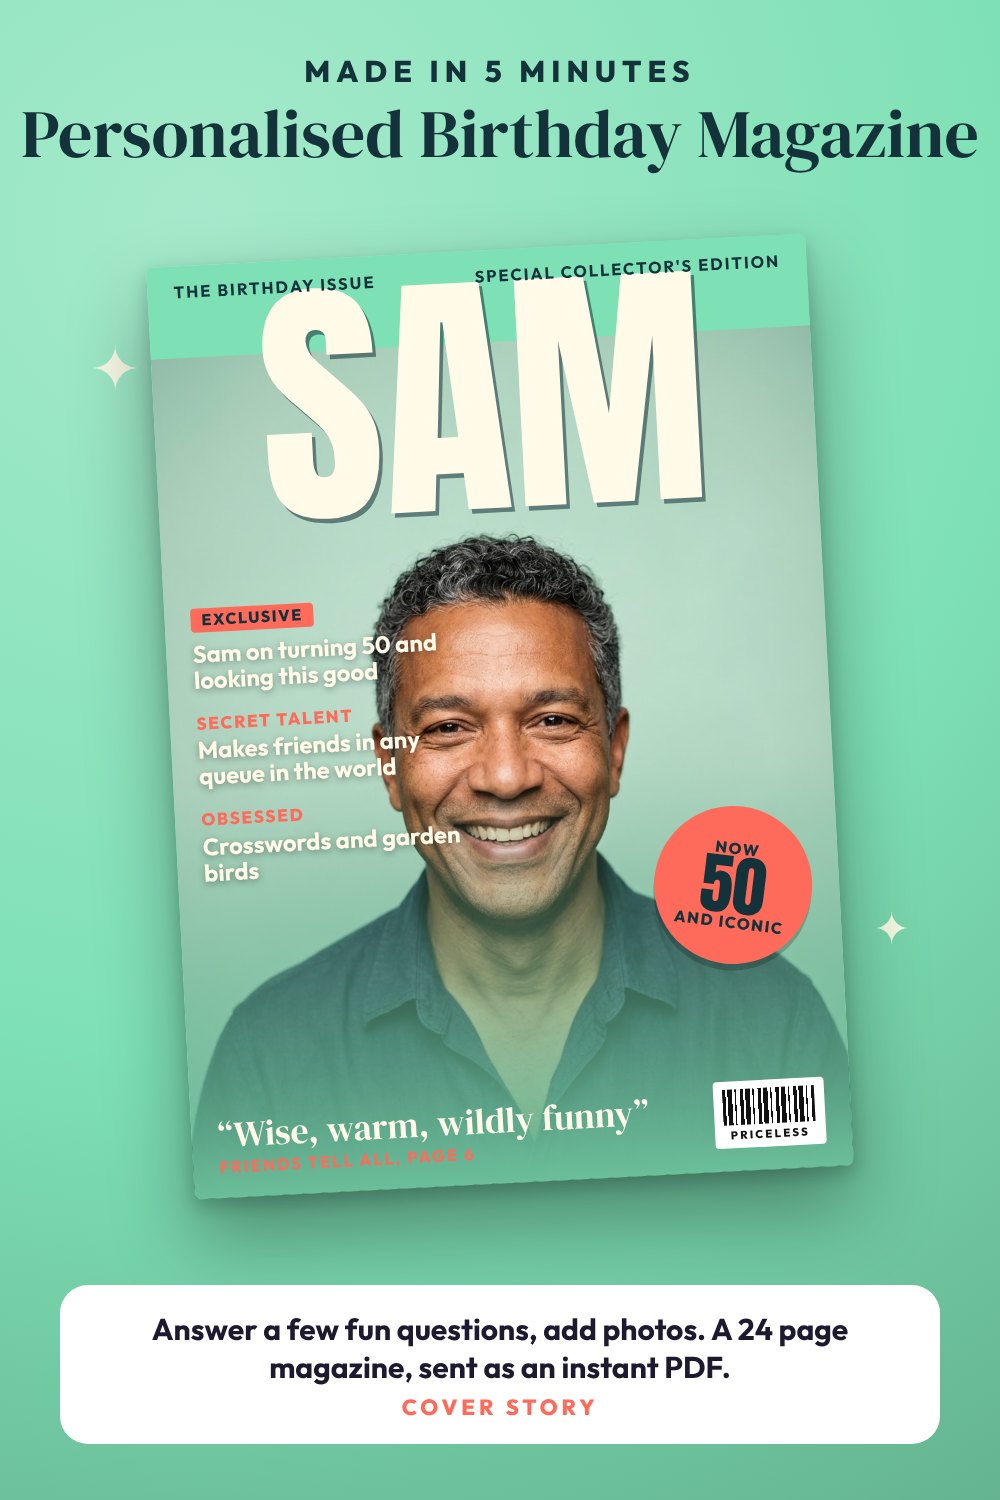 MADE IN 5 MINUTES
Personalised Birthday Magazine
THE BIRTHDAY ISSUE
SPECIAL COLLECTOR'S EDITION
SAM
EXCLUSIVE
Sam on turning 50 and
looking this good
SECRET TALENT
Makes friends in any
queue in the world
OBSESSED
Crosswords and garden
birds
NOW
50
AND ICONIC
“Wise, warm, wildly funny”
FRIENDS TELL ALL, PAGE 6
PRICELESS
Answer a few fun questions, add photos. A 24 page
magazine, sent as an instant PDF.
COVER STORY